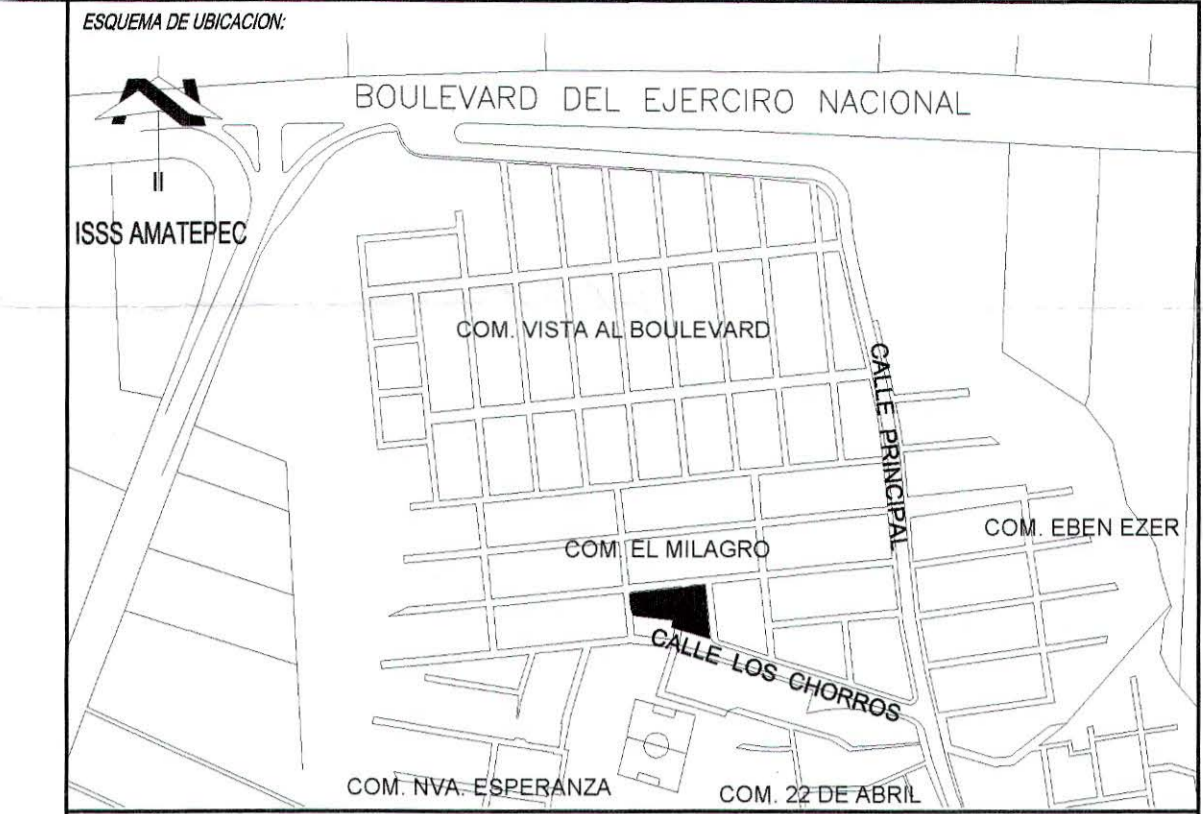 ESQUEMA DE UBICACION:
BOULEVARD DEL EJERCIRO NACIONAL
ISSS AMATEPEC
COM. VISTA AL BOULEVARD
CALLE PRINCIPAL
COM. EBEN EZER
COM. EL MILAGRO
CALLE LOS CHORROS
COM. NVA. ESPERANZA
COM. 22 DE ABRIL